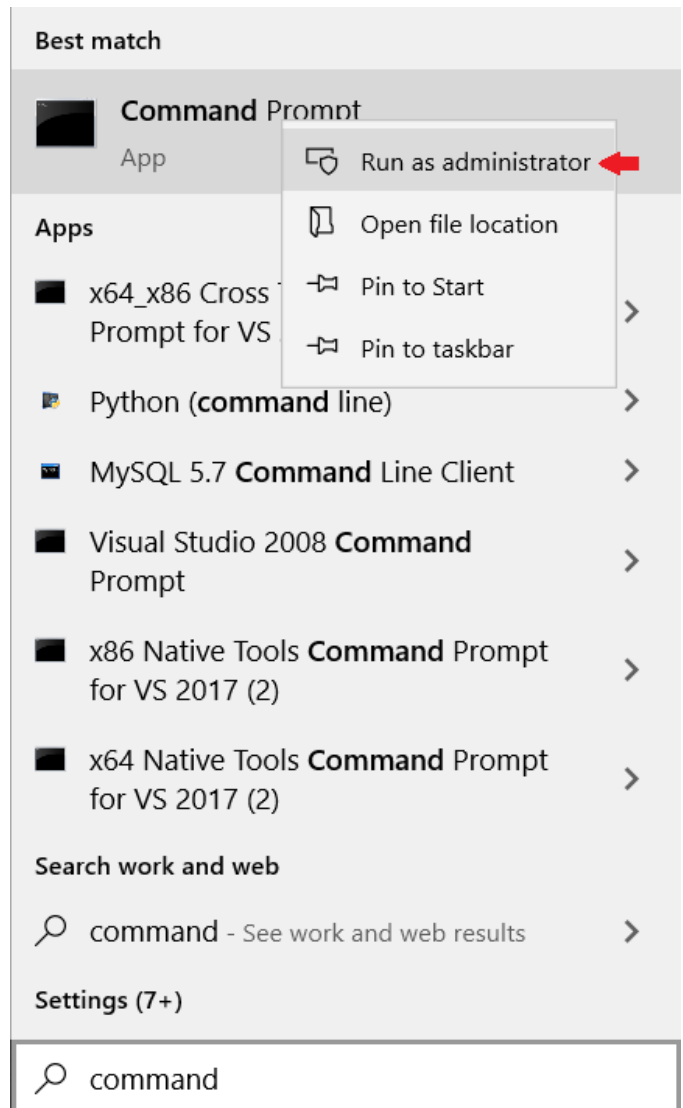 Best match
Command Prompt
App
Run as administrator
Open file location
Apps
x64_x86 Cross
Pin to Start
Prompt for VS
Pin to taskbar
Python (command line)
MySQL 5.7 Command Line Client
Visual Studio 2008 Command
Prompt
x86 Native Tools Command Prompt
for VS 2017 (2)
x64 Native Tools Command Prompt
for VS 2017 (2)
Search work and web
command - See work and web results
Settings (7+)
command